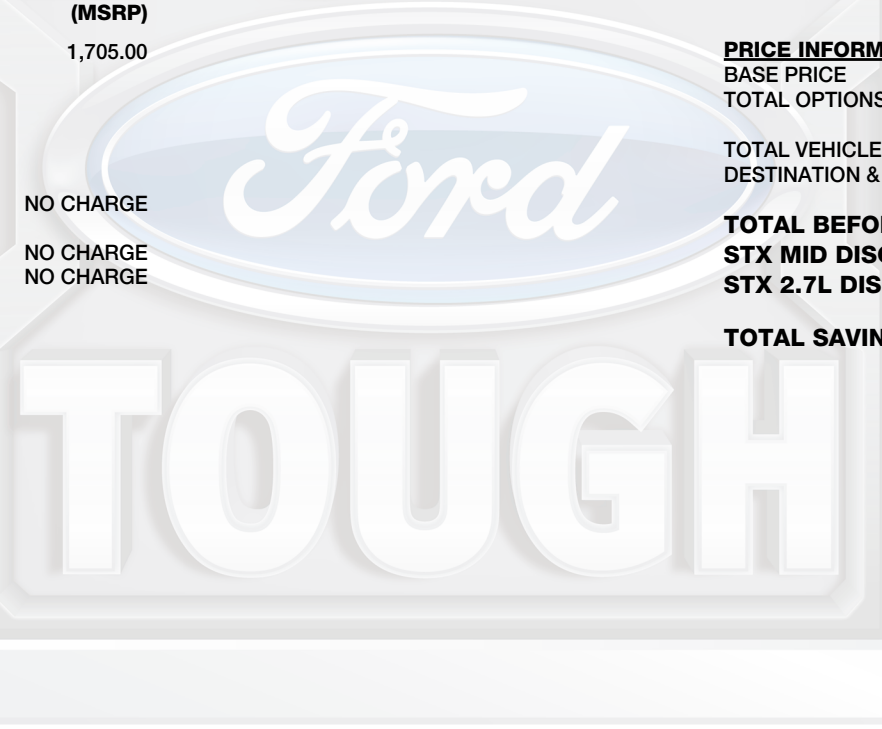 (MSRP)
1,705.00
NO CHARGE
NO CHARGE
NO CHARGE
PRICE INFORM
BASE PRICE
TOTAL OPTIONS
TOTAL VEHICLE
DESTINATION &
TOTAL BEFO
STX MID DISC
STX 2.7L DIS
TOTAL SAVIN
Ford
TOUGH